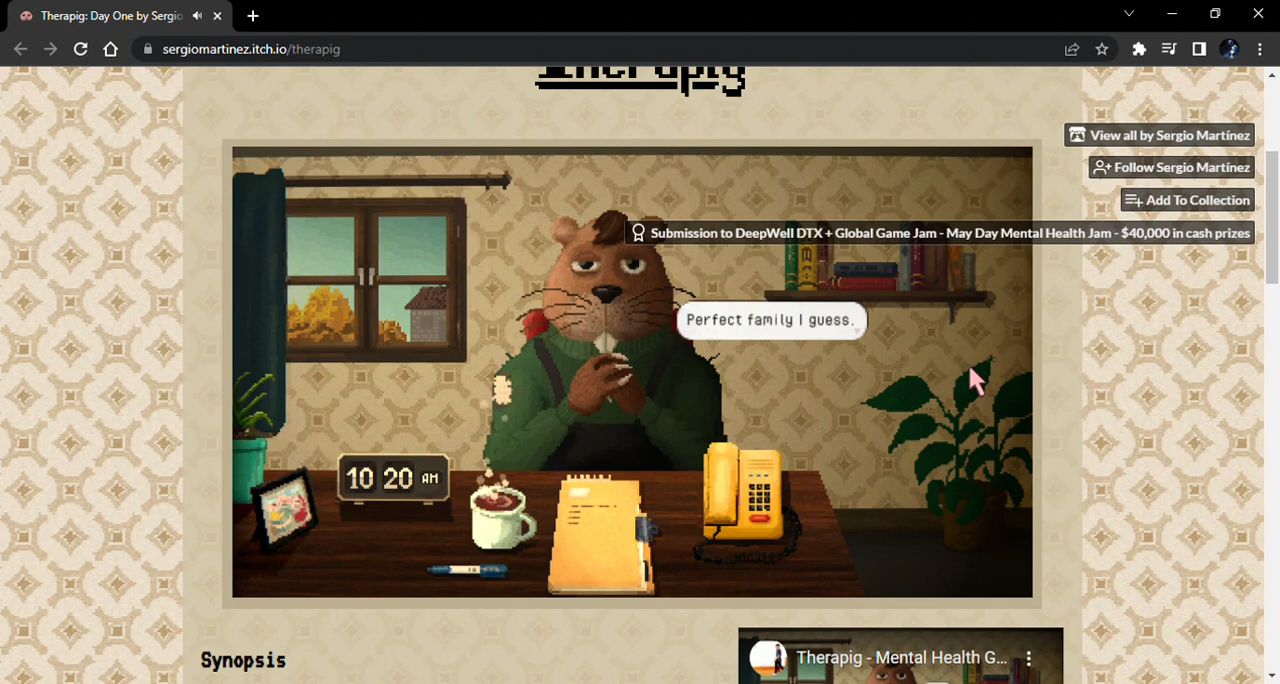 Therapig: Day One by Sergio
sergiomartinez.itch.io/therapig
Therapig
View all by Sergio Martínez
Follow Sergio Martínez
Add To Collection
Submission to DeepWell DTX + Global Game Jam - May Day Mental Health Jam - $40,000 in cash prizes
Perfect family I guess.
10 20 AM
Synopsis
Therapig - Mental Health G...